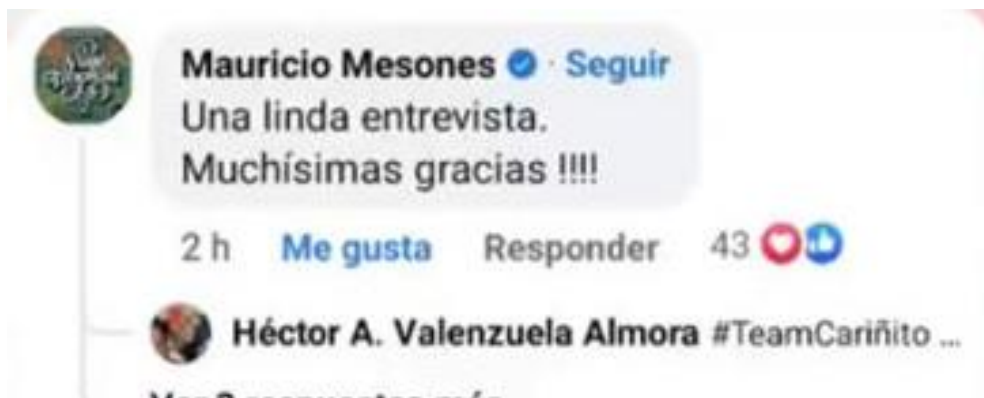 Mauricio Mesones · Seguir
Una linda entrevista.
Muchísimas gracias !!!!
2 h Me gusta Responder 43
Héctor A. Valenzuela Almora #TeamCariñito ...